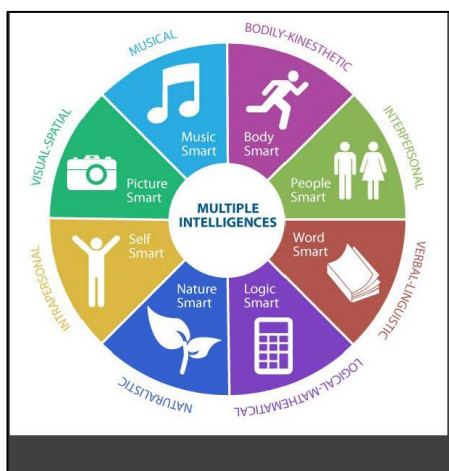 MUSICAL
BODILY-KINESTHETIC
VISUAL-SPATIAL
INTERPERSONAL
Music
Smart
Body
Smart
Picture
Smart
People
Smart
MULTIPLE
INTELLIGENCES
Self
Smart
Word
Smart
Nature
Smart
Logic
Smart
INTRAPERSONAL
VERBAL-LINGUISTIC
NATURALISTIC
LOGICAL-MATHEMATICAL